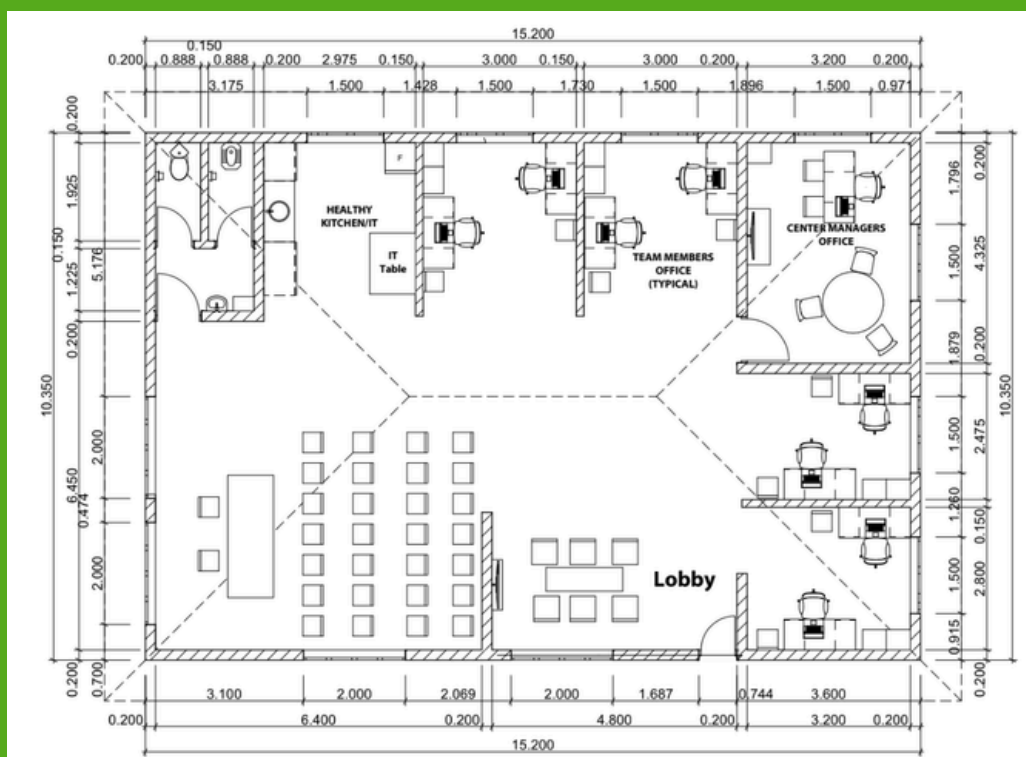 15.200
0.150
0.200 0.888 0.888 0.200 2.975 0.150 3.000 0.150 3.000 0.200 3.200 0.200
3.175 1.500 1.428 1.500 1.730 1.500 1.896 1.500 0.971
0.200
1.925
0.150
5.176
1.225
0.200
10.350
2.000
6.450
0.474
2.000
0.200
0.700
F
HEALTHY
KITCHEN/IT
IT
Table
TEAM MEMBERS
OFFICE
(TYPICAL)
CENTER MANAGERS
OFFICE
Lobby
0.200
1.796
4.325
1.500
1.879
0.200
10.350
1.500
2.475
1.260
0.150
1.500
2.800
0.915
0.200
3.100 2.000 2.069 2.000 1.687 0.744 3.600
0.200 6.400 0.200 4.800 0.200 3.200 0.200
15.200